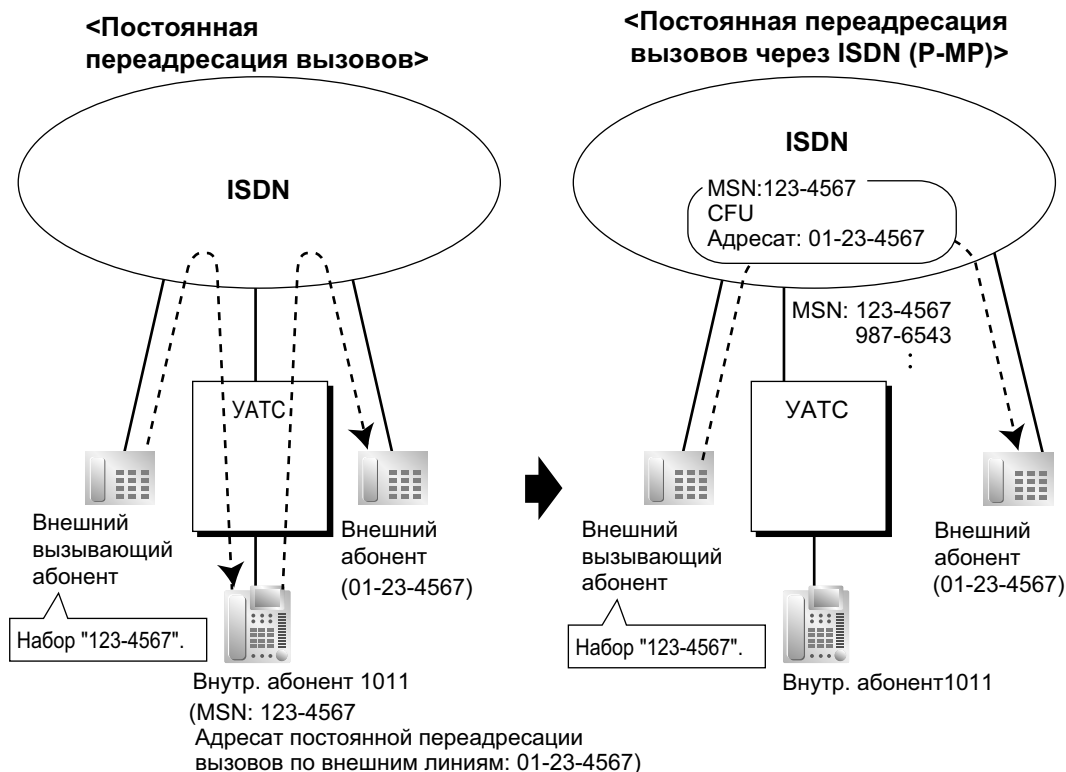 <Постоянная
переадресация вызовов>
ISDN
УАТС
Внешний
вызывающий
абонент
Набор "123-4567".
Внешний
абонент
(01-23-4567)
Внутр. абонент 1011
(MSN: 123-4567
Адресат постоянной переадресации
вызовов по внешним линиям: 01-23-4567)
<Постоянная переадресация
вызовов через ISDN (P-MP)>
ISDN
MSN:123-4567
CFU
Адресат: 01-23-4567
MSN: 123-4567
987-6543
:
УАТС
Внешний
вызывающий
абонент
Набор "123-4567".
Внешний
абонент
(01-23-4567)
Внутр. абонент1011